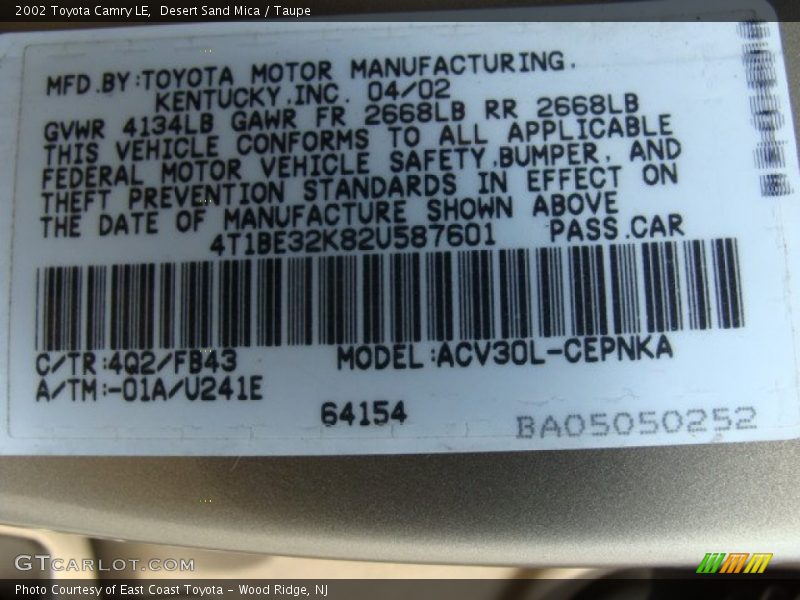 2002 Toyota Camry LE, Desert Sand Mica / Taupe
MFD.BY:TOYOTA MOTOR MANUFACTURING.
KENTUCKY,INC. 04/02
GVWR 4134LB GAWR FR 2668LB RR 2668LB
THIS VEHICLE CONFORMS TO ALL APPLICABLE
FEDERAL MOTOR VEHICLE SAFETY,BUMPER, AND
THEFT PREVENTION STANDARDS IN EFFECT ON
THE DATE OF MANUFACTURE SHOWN ABOVE
4T1BE32K82U587601 PASS.CAR
C/TR:4Q2/FB43 MODEL:ACV30L-CEPNKA
A/TM:-01A/U241E
64154 BA05050252
GTCARLOT.COM
Photo Courtesy of East Coast Toyota - Wood Ridge, NJ